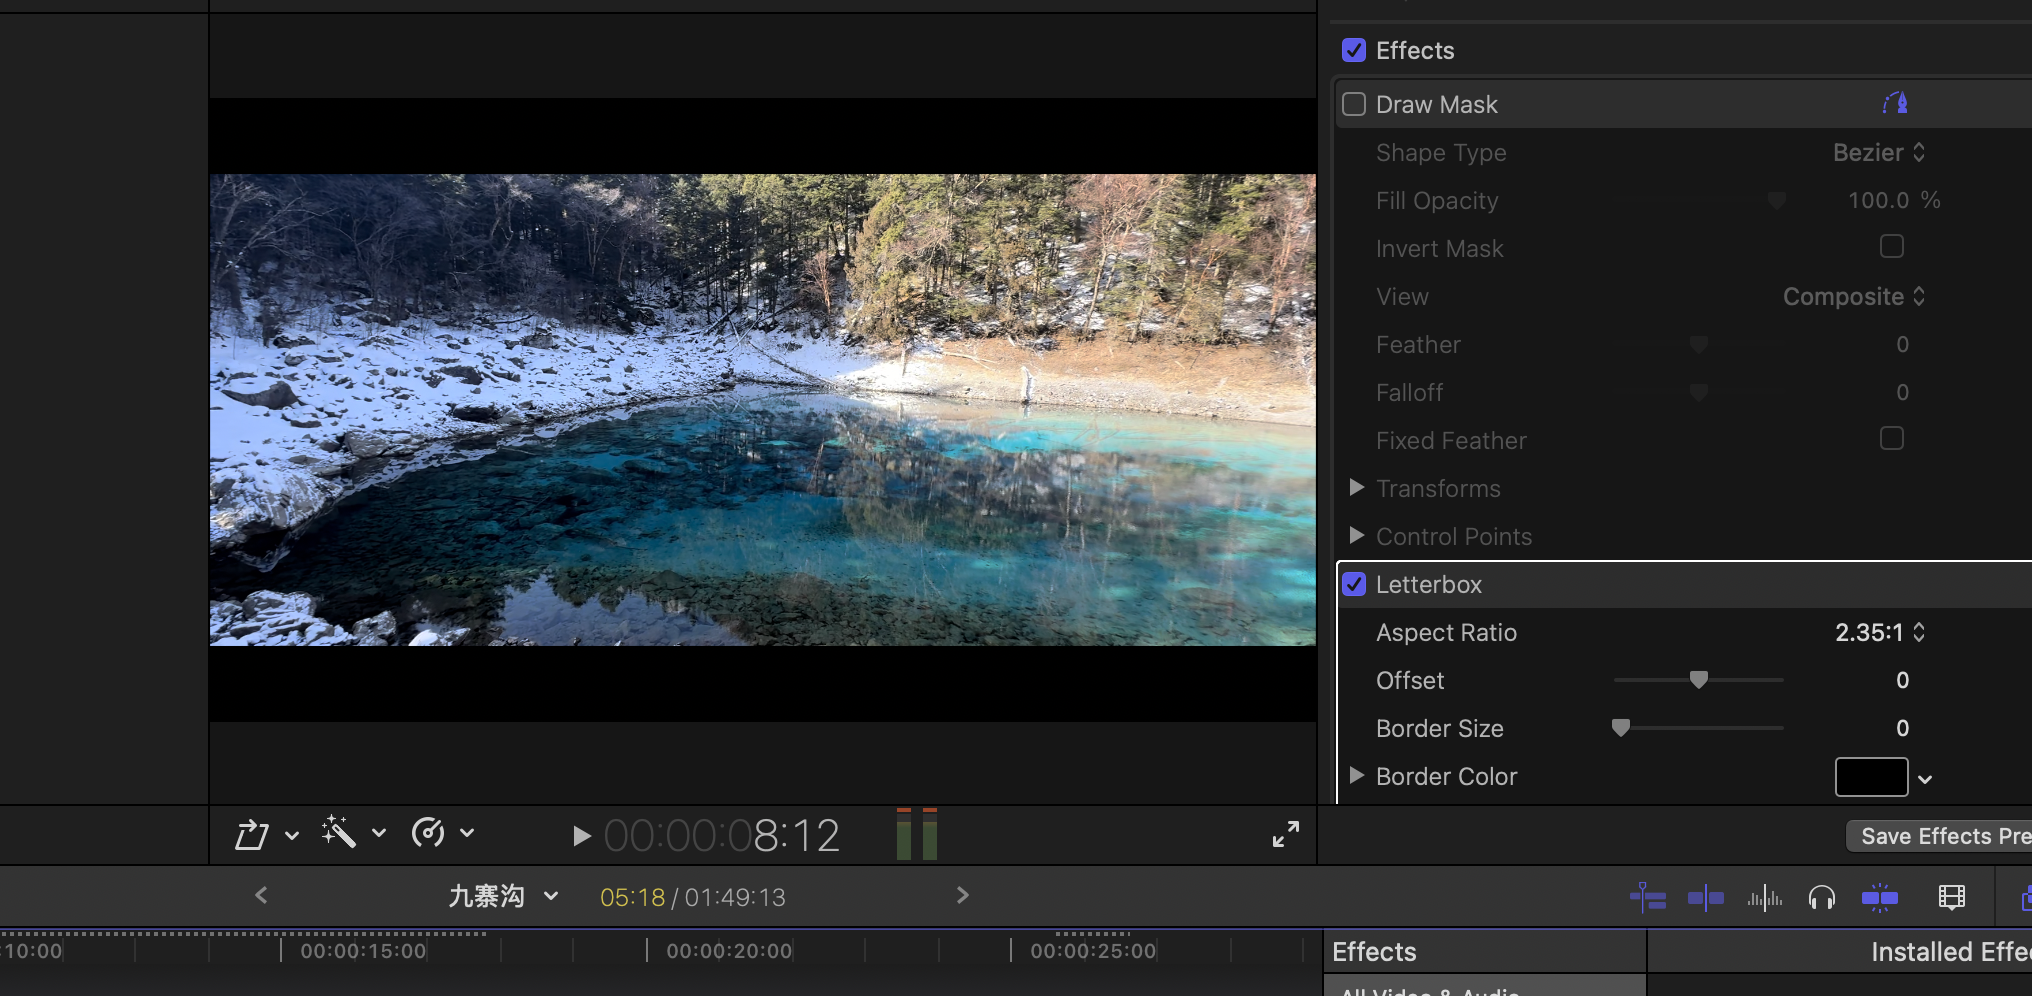 Effects
Draw Mask
Shape Type Bezier
Fill Opacity 100.0 %
Invert Mask
View Composite
Feather 0
Falloff 0
Fixed Feather
Transforms
Control Points
Letterbox
Aspect Ratio 2.35:1
Offset 0
Border Size 0
Border Color
00:00:08:12
Save Effects Pre
九寨沟 05:18 / 01:49:13
:10:00 00:00:15:00 00:00:20:00 00:00:25:00
Effects Installed Effe
All Video & Audio